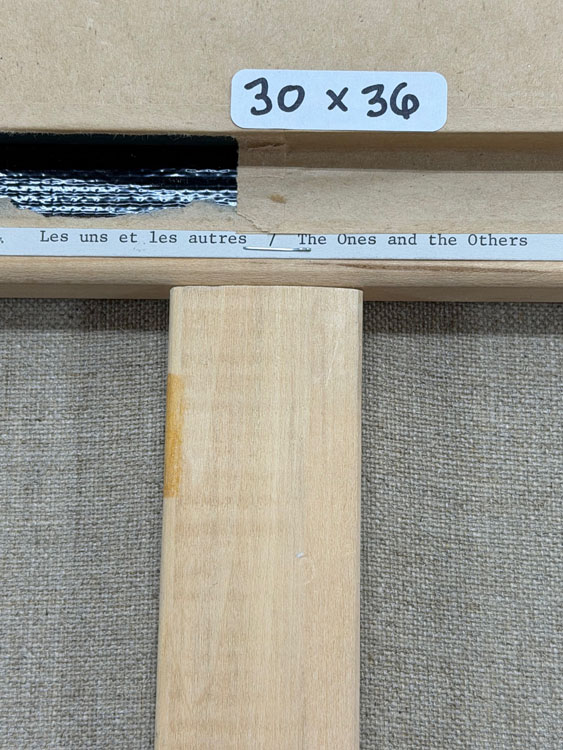 30 x 36
Les uns et les autres / The Ones and the Others